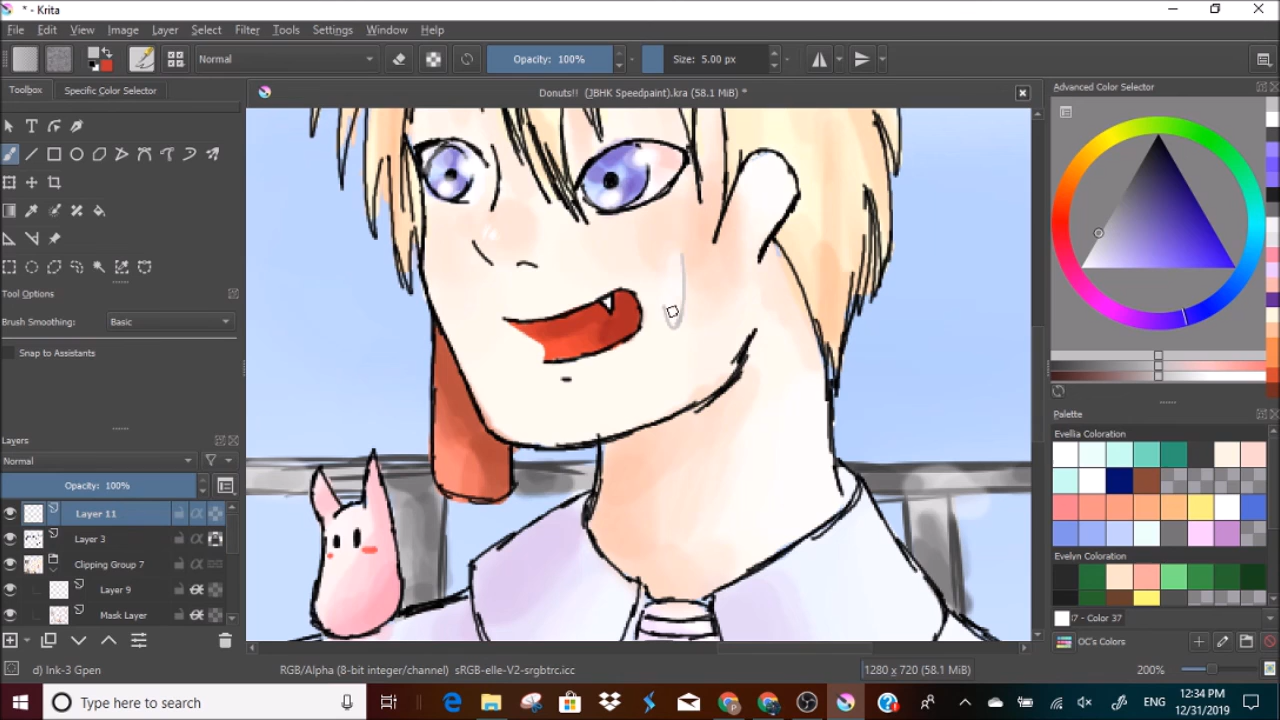 * - Krita
File Edit View Image Layer Select Filter Tools Settings Windows Help
Normal Opacity: 100% Size: 5.00 px
Toolbox Specific Color Selector
Donuts!! (JBHK Speedpaint).kra (58.1 MiB) *
Advanced Color Selector
Tool Options
Brush Smoothing: Basic
Snap to Assistants
Layers
Normal
Opacity: 100%
Layer 11
Layer 3
Clipping Group 7
Layer 9
Mask Layer
Palette
Evellia Coloration
Evelyn Coloration
I7 - Color 37
OC's Colors
d) Ink-3 Gpen
RGB/Alpha (8-bit integer/channel) sRGB-elle-V2-srgbtrc.icc
1280 x 720 (58.1 MiB)
200%
Type here to search
ENG
12:34 PM
12/31/2019